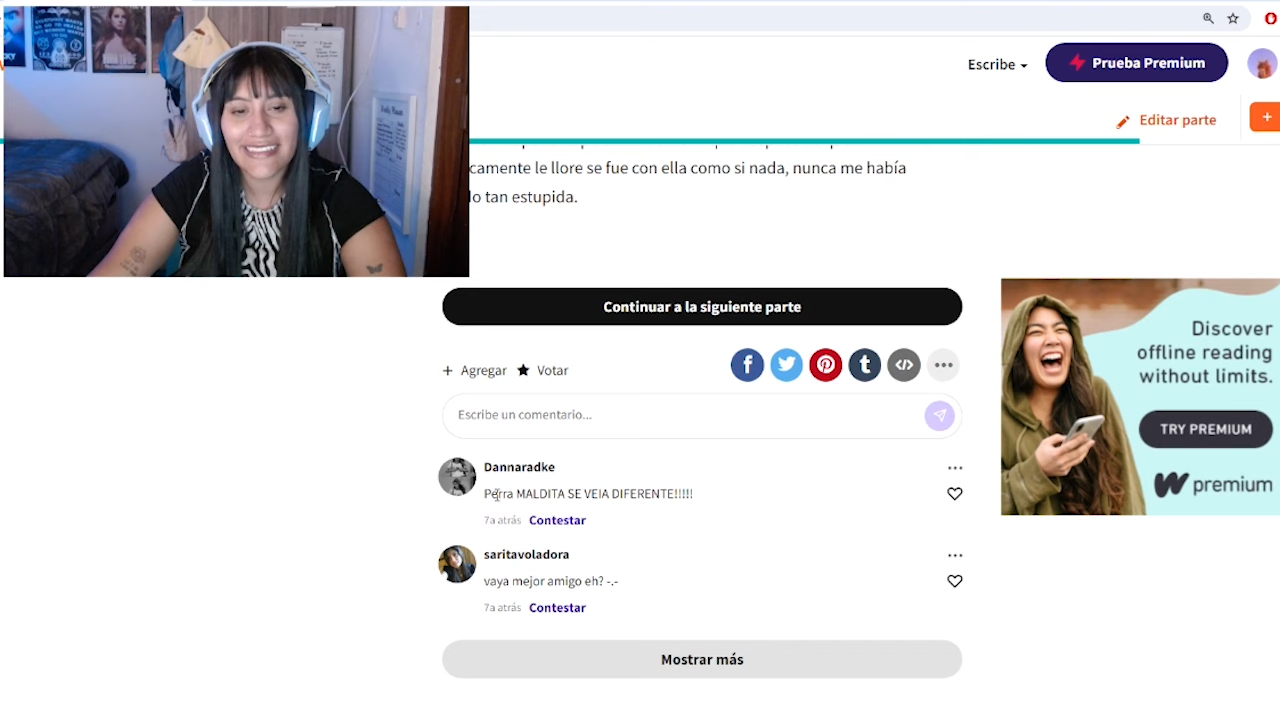 Escribe
Prueba Premium
Editar parte
+
camente le llore se fue con ella como si nada, nunca me había
tan estupida.
Continuar a la siguiente parte
+ Agregar ★ Votar
Escribe un comentario...
Dannaradke
Perra MALDITA SE VEIA DIFERENTE!!!!!
7a atrás Contestar
saritavoladora
vaya mejor amigo eh? -.-
7a atrás Contestar
Mostrar más
Discover
offline reading
without limits.
TRY PREMIUM
premium